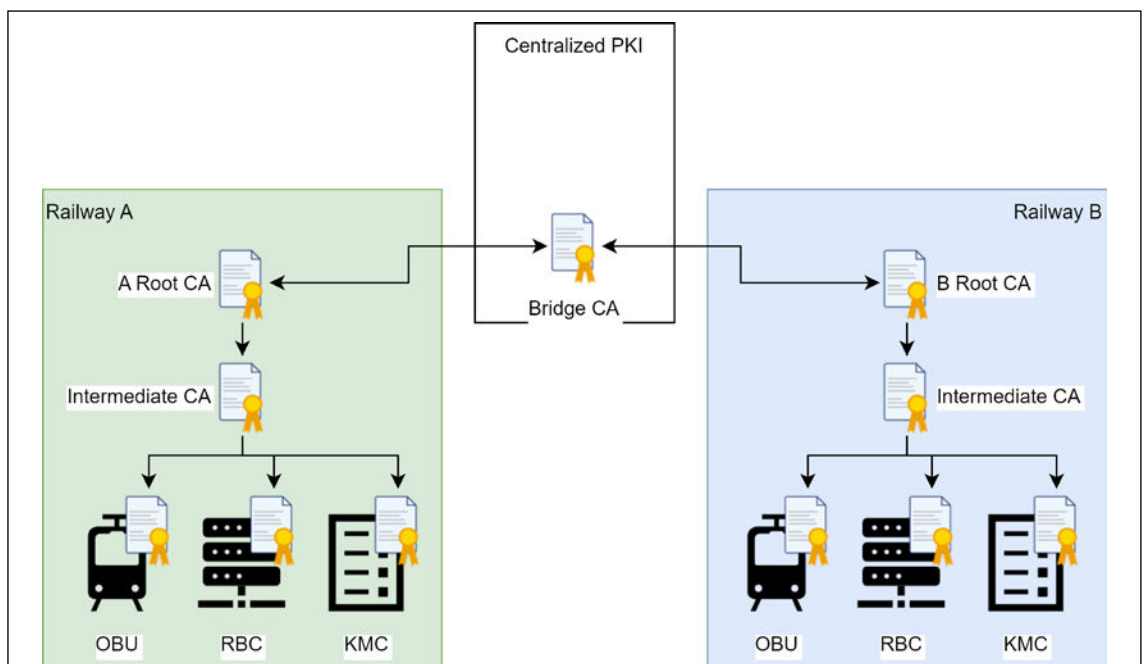 Centralized PKI
Railway A
Railway B
A Root CA
Bridge CA
B Root CA
Intermediate CA
Intermediate CA
OBU
RBC
KMC
OBU
RBC
KMC